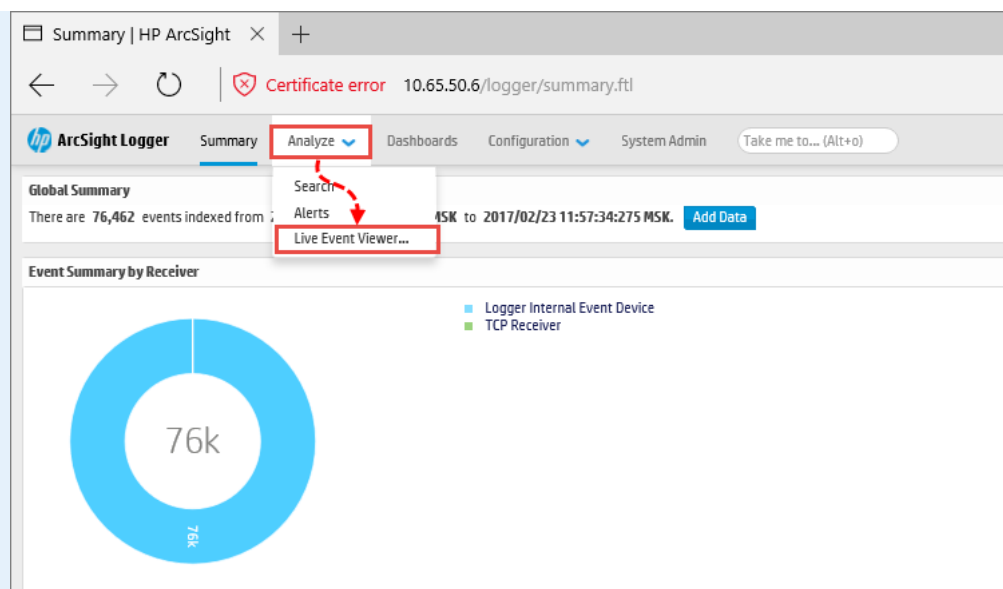 Summary | HP ArcSight
Certificate error 10.65.50.6/logger/summary.ftl
hp ArcSight Logger Summary Analyze Dashboards Configuration System Admin Take me to... (Alt+o)
Search
Alerts
Live Event Viewer...
Global Summary
There are 76,462 events indexed from MSK to 2017/02/23 11:57:34:275 MSK. Add Data
Event Summary by Receiver
Logger Internal Event Device
TCP Receiver
76k
76k